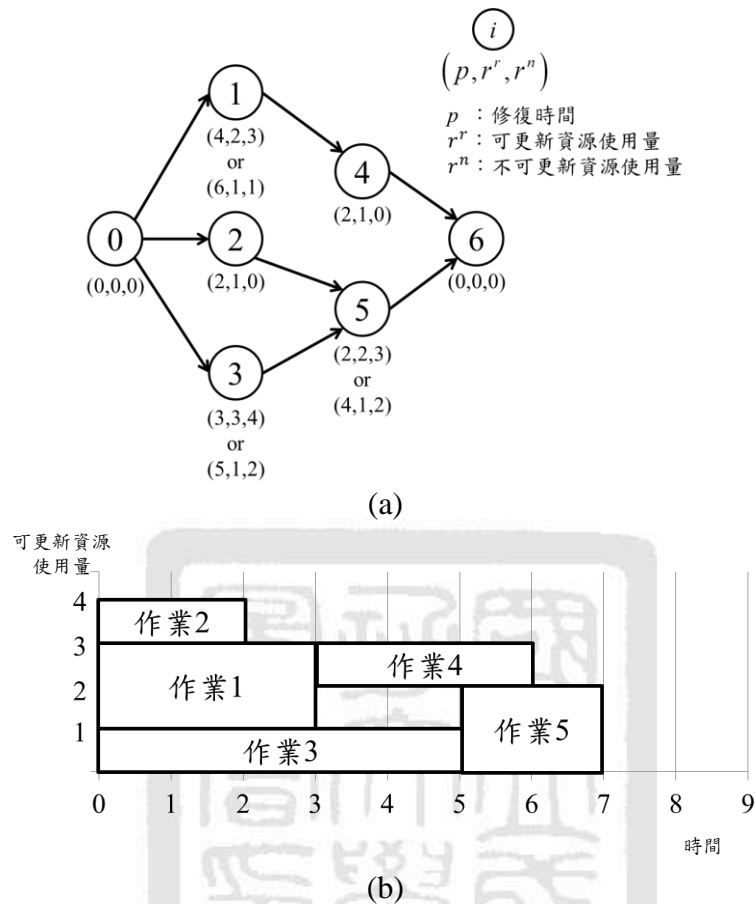 i
(p, r^r, r^n)
p ：修復時間
r^r：可更新資源使用量
r^n：不可更新資源使用量
1
(4,2,3)
or
(6,1,1)
4
(2,1,0)
0
(0,0,0)
2
(2,1,0)
6
(0,0,0)
5
(2,2,3)
or
(4,1,2)
3
(3,3,4)
or
(5,1,2)
(a)
可更新資源
使用量
4
3
2
1
作業2
作業1
作業4
作業3
作業5
0 1 2 3 4 5 6 7 8 9
時間
(b)